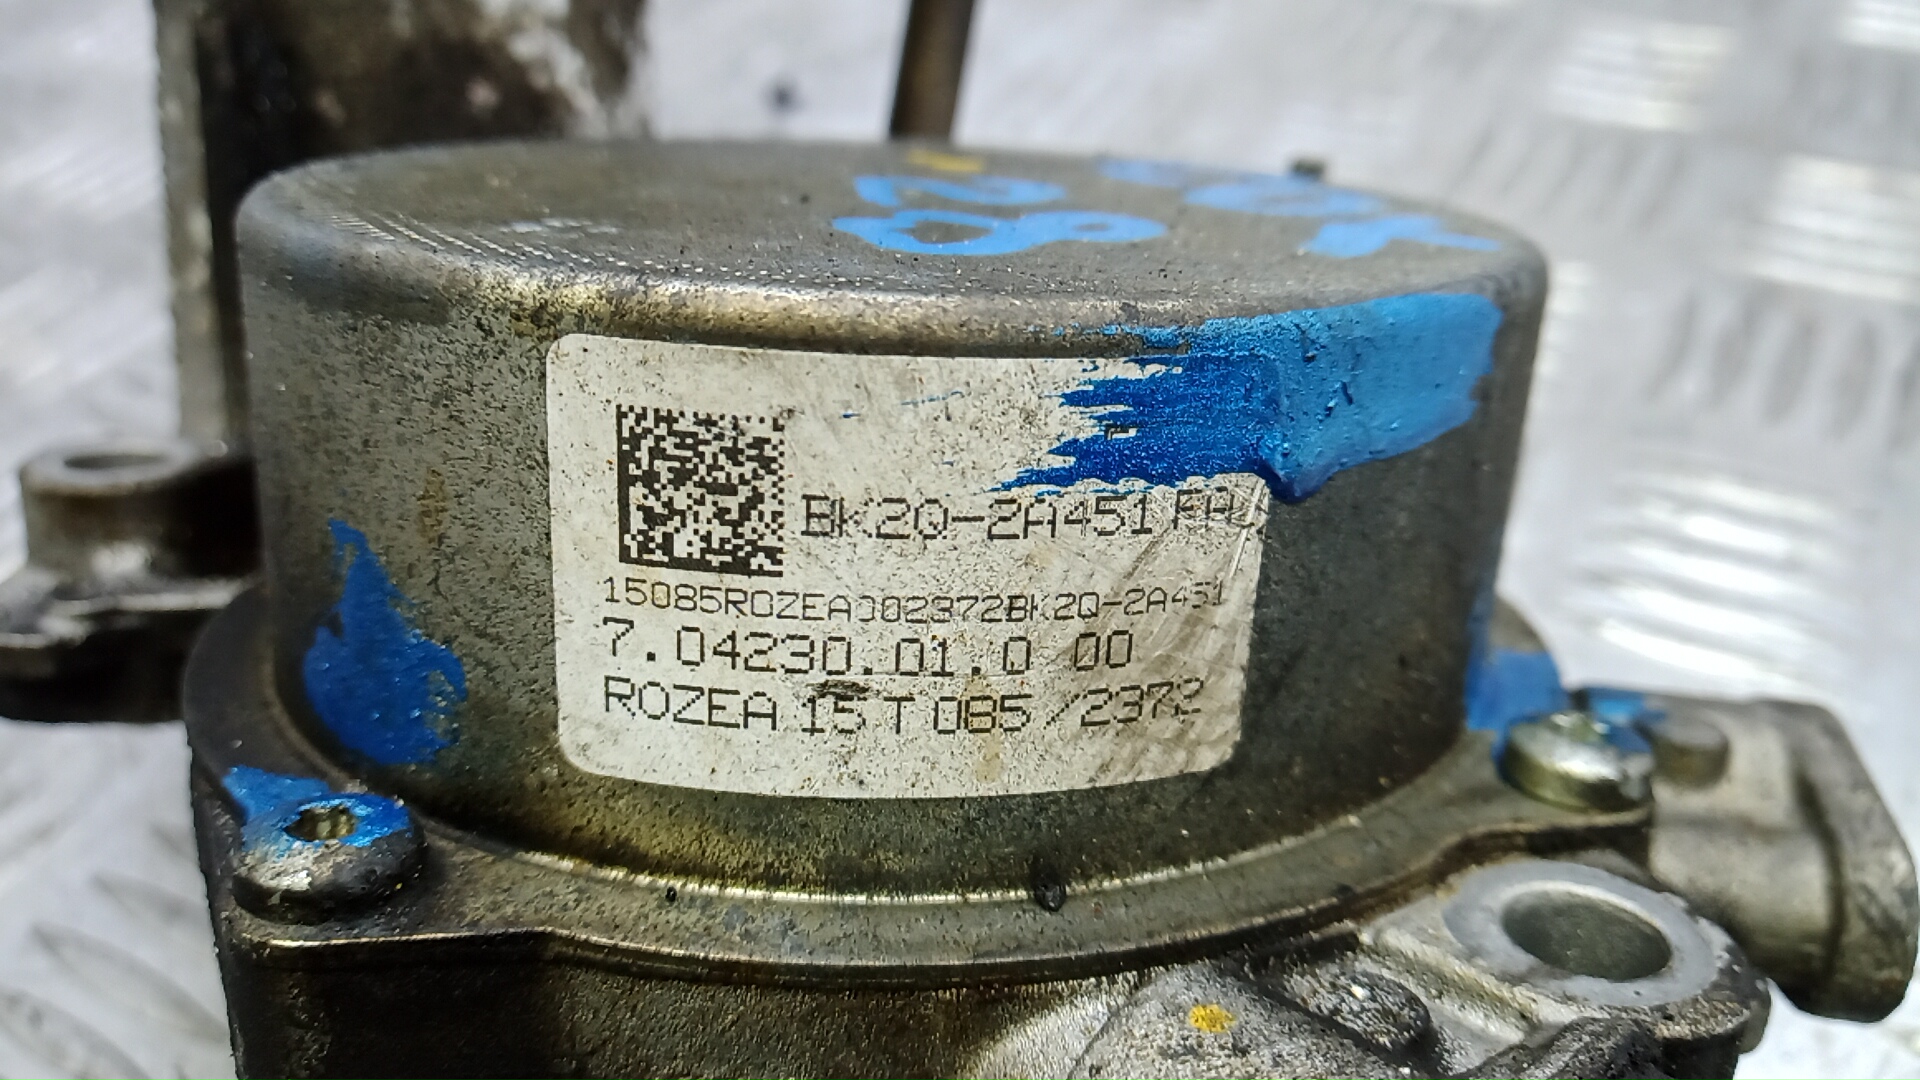 BK2Q-2A451 FA
15085ROZEA002372BK2Q-2A451
7.04230.01.0 00
ROZEA 15 T 085 /2372